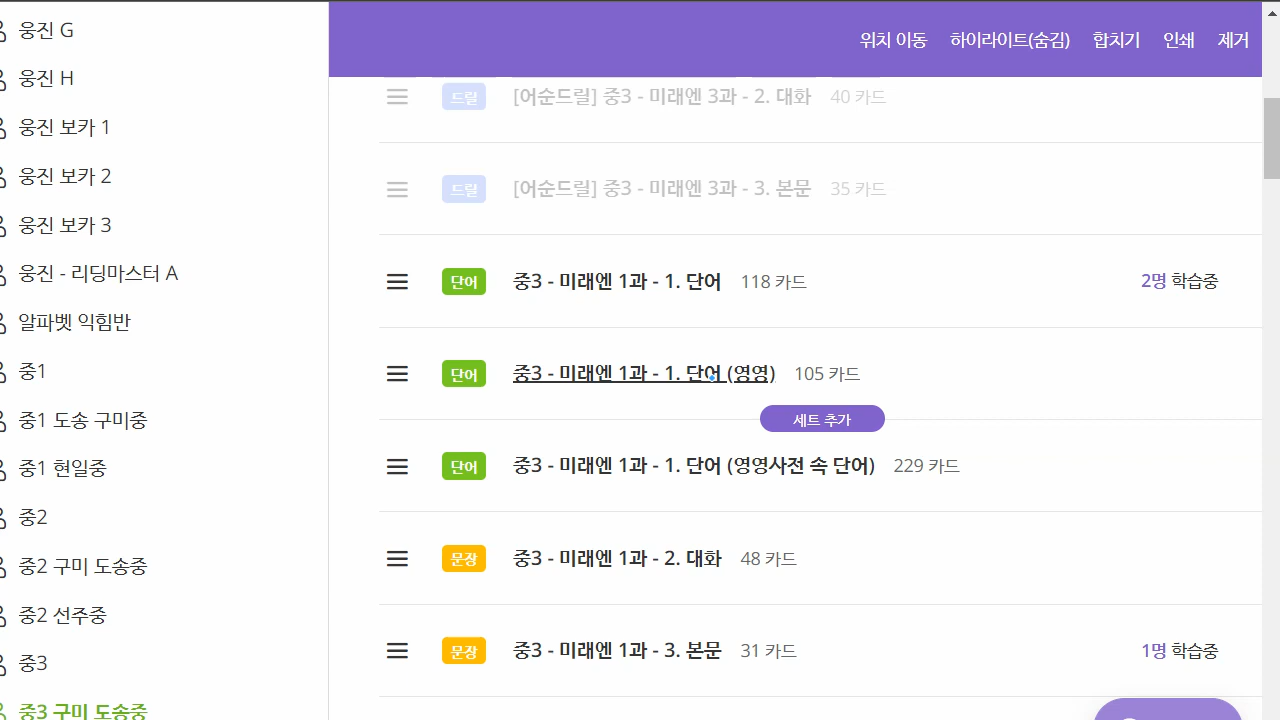 웅진 G
웅진 H
웅진 보카 1
웅진 보카 2
웅진 보카 3
웅진 - 리딩마스터 A
알파벳 익힘반
중1
중1 도송 구미중
중1 현일중
중2
중2 구미 도송중
중2 선주중
중3
중3 구미 도송중
위치 이동 하이라이트(숨김) 합치기 인쇄 제거
드릴 [어순드릴] 중3 - 미래엔 3과 - 2. 대화 40 카드
드릴 [어순드릴] 중3 - 미래엔 3과 - 3. 본문 35 카드
단어 중3 - 미래엔 1과 - 1. 단어 118 카드 2명 학습중
단어 중3 - 미래엔 1과 - 1. 단어 (영영) 105 카드
세트 추가
단어 중3 - 미래엔 1과 - 1. 단어 (영영사전 속 단어) 229 카드
문장 중3 - 미래엔 1과 - 2. 대화 48 카드
문장 중3 - 미래엔 1과 - 3. 본문 31 카드 1명 학습중